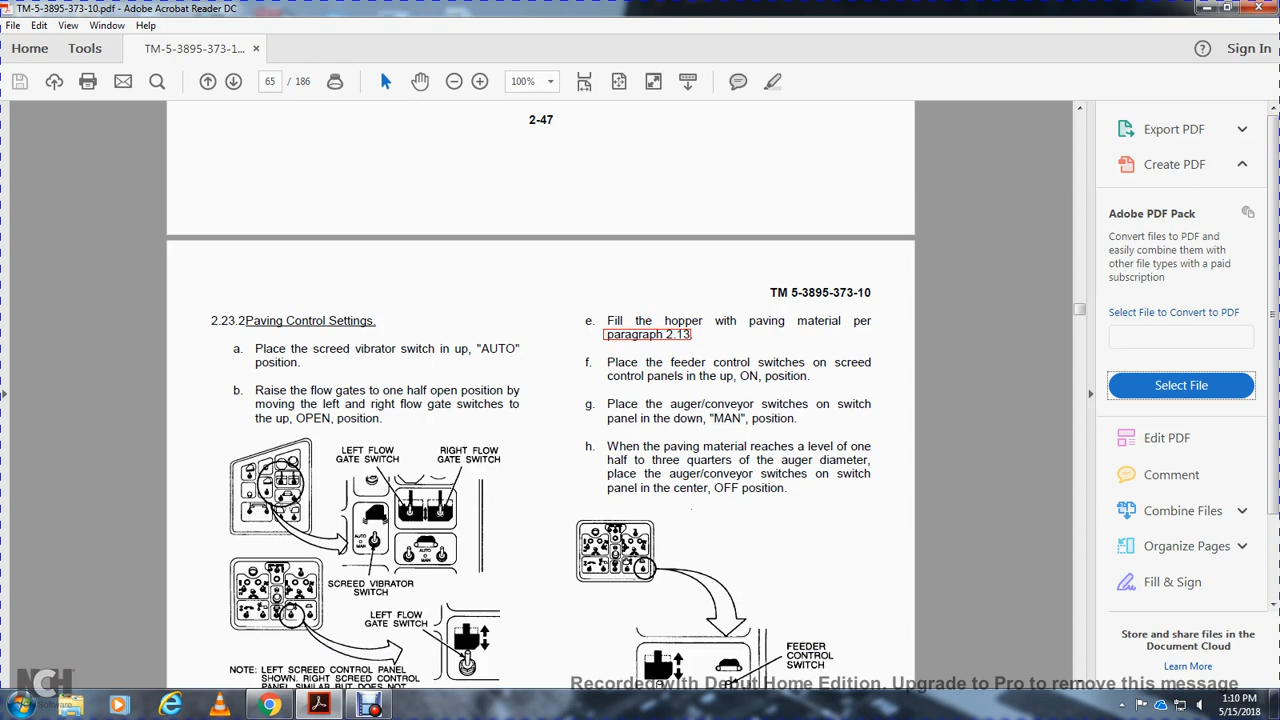 TM-5-3895-373-10.pdf - Adobe Acrobat Reader DC
File Edit View Window Help
Home Tools TM-5-3895-373-1... × Sign In
65 / 186 100%
Export PDF
Create PDF
Adobe PDF Pack
Convert files to PDF and
easily combine them with
other file types with a paid
subscription
Select File to Convert to PDF
Select File
Edit PDF
Comment
Combine Files
Organize Pages
Fill & Sign
Store and share files in the
Document Cloud
Learn More
2-47
TM 5-3895-373-10
2.23.2 Paving Control Settings.
a. Place the screed vibrator switch in up, "AUTO"
position.
b. Raise the flow gates to one half open position by
moving the left and right flow gate switches to
the up, OPEN, position.
LEFT FLOW
GATE SWITCH
RIGHT FLOW
GATE SWITCH
AUTO
MAN
AUTO
MAN
SCREED VIBRATOR
SWITCH
LEFT FLOW
GATE SWITCH
NOTE: LEFT SCREED CONTROL PANEL
SHOWN. RIGHT SCREED CONTROL
PANEL SIMILAR BUT DOES NOT
e. Fill the hopper with paving material per
paragraph 2.13.
f. Place the feeder control switches on screed
control panels in the up, ON, position.
g. Place the auger/conveyor switches on switch
panel in the down, "MAN", position.
h. When the paving material reaches a level of one
half to three quarters of the auger diameter,
place the auger/conveyor switches on switch
panel in the center, OFF position.
FEEDER
CONTROL
SWITCH
Recorded with Debut Home Edition. Upgrade to Pro to remove this message
NCH
Software
1:10 PM
5/15/2018